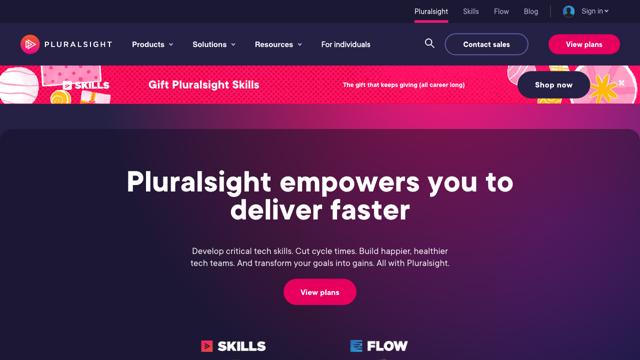 Pluralsight Skills Flow Blog Sign in
PLURALSIGHT Products Solutions Resources For individuals Contact sales View plans
SKILLS Gift Pluralsight Skills The gift that keeps giving (all career long) Shop now
Pluralsight empowers you to
deliver faster
Develop critical tech skills. Cut cycle times. Build happier, healthier
tech teams. And transform your goals into gains. All with Pluralsight.
View plans
SKILLS FLOW